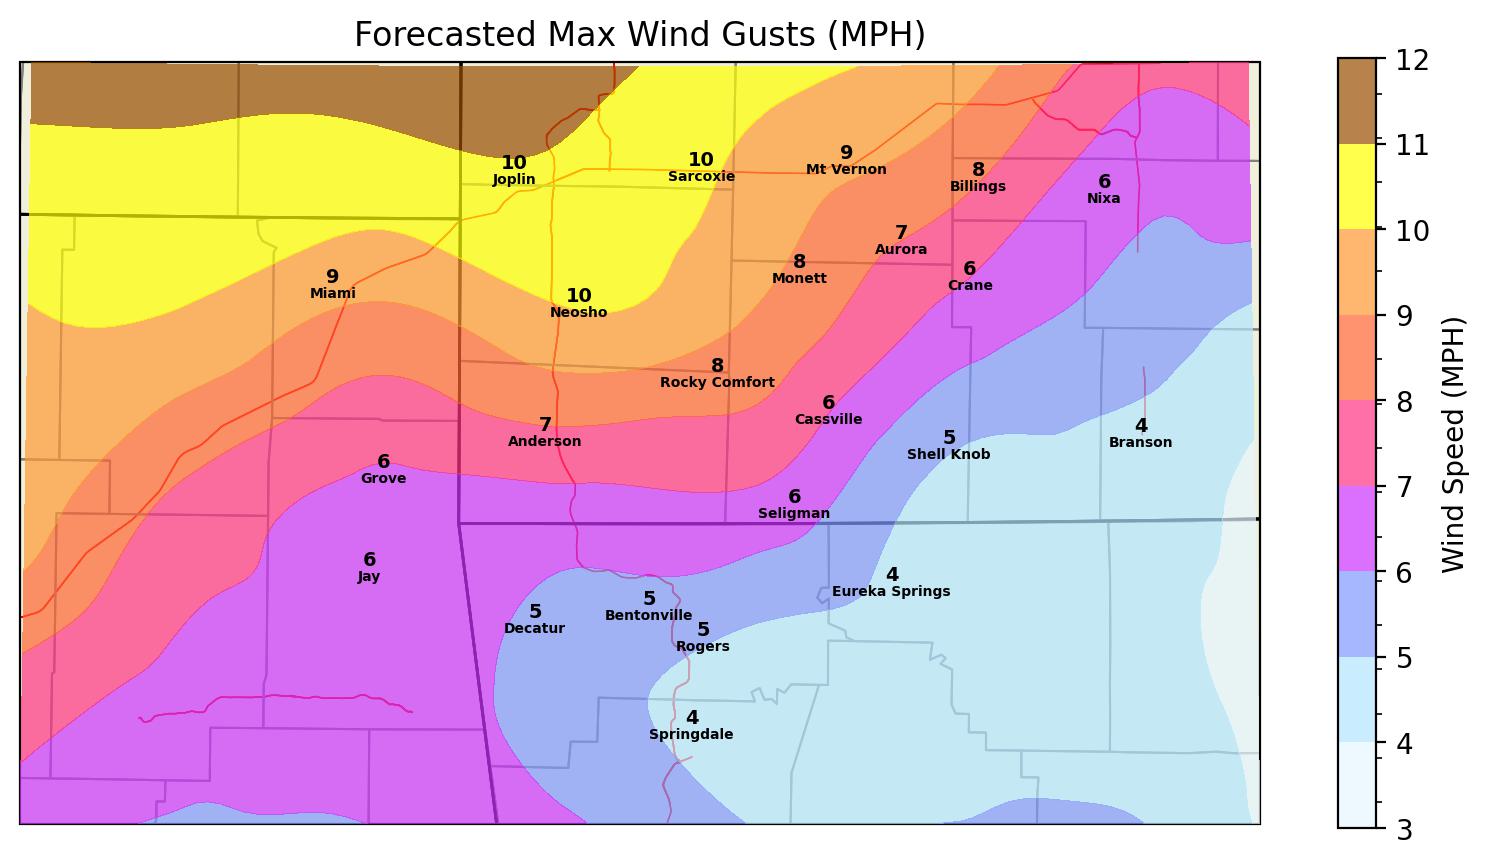 Forecasted Max Wind Gusts (MPH)
10
Joplin
10
Sarcoxie
9
Mt Vernon
8
Billings
6
Nixa
7
Aurora
8
Monett
6
Crane
9
Miami
10
Neosho
8
Rocky Comfort
6
Cassville
7
Anderson
5
Shell Knob
4
Branson
6
Grove
6
Seligman
6
Jay
4
Eureka Springs
5
Decatur
5
Bentonville
5
Rogers
4
Springdale
12
11
10
9
8
7
6
5
4
3
Wind Speed (MPH)